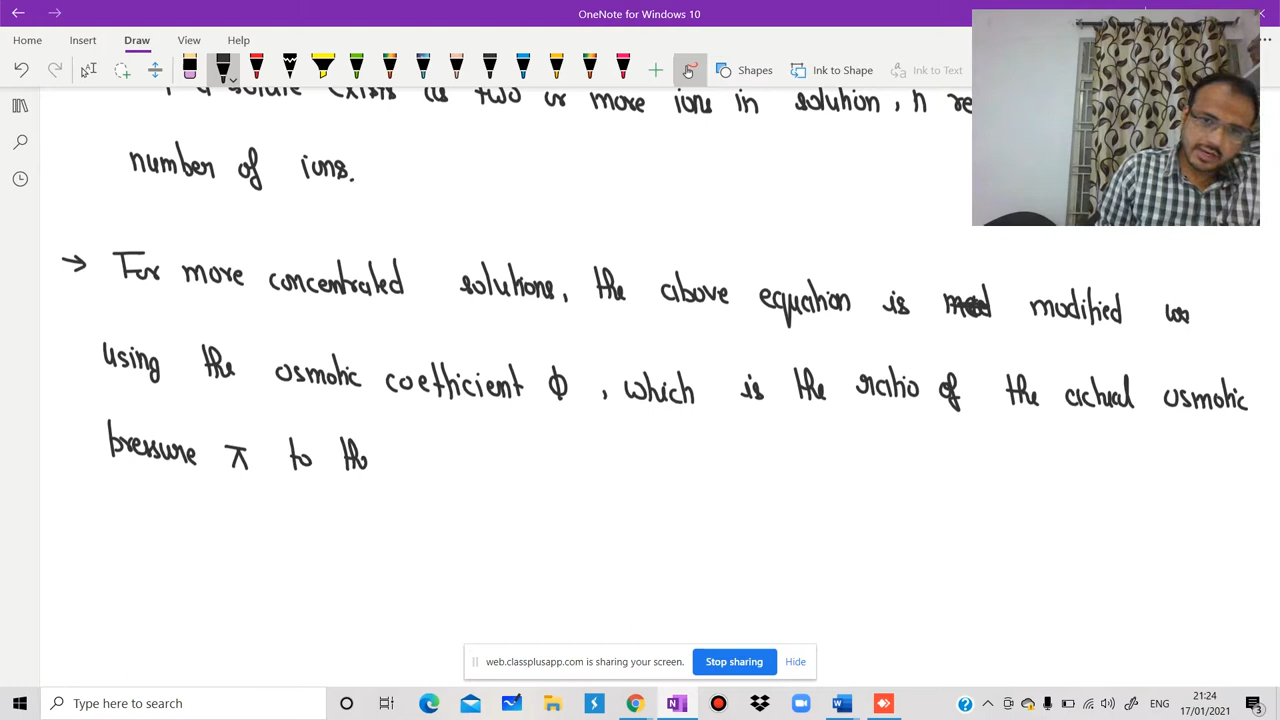 OneNote for Windows 10
Home Insert Draw View Help
Shapes Ink to Shape Ink to Text
solute exists as two or more ions in solution, n re
number of ions.
→ For more concentrated solutions, the above equation is modified
using the osmotic coefficient Φ, which is the ratio of the actual osmotic
pressure π to the
web.classplusapp.com is sharing your screen. Stop sharing Hide
Type here to search
ENG
21:24
17/01/2021
3